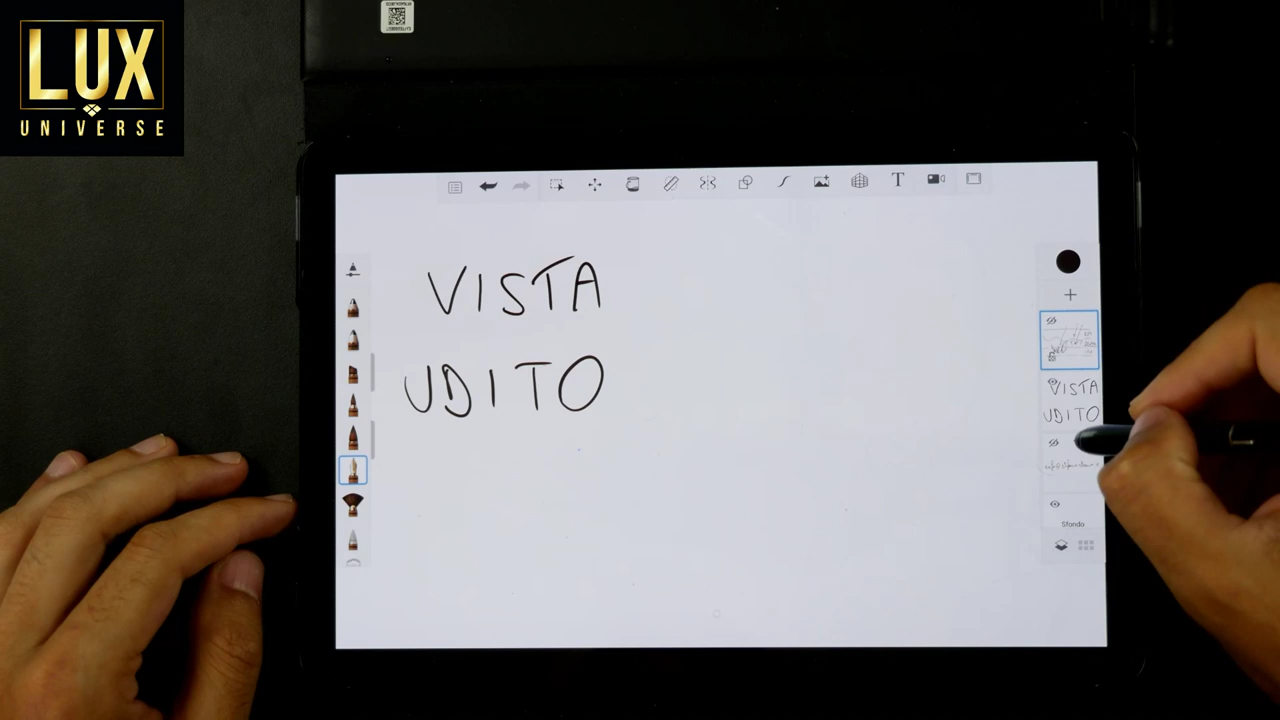 LUX
UNIVERSE
T
VISTA
UDITO
VISTA
UDITO
Sfondo